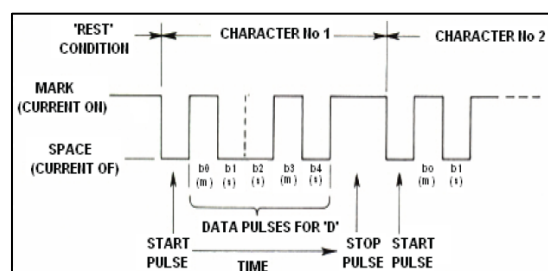 'REST'
CONDITION
CHARACTER No 1
CHARACTER No 2
MARK
(CURRENT ON)
SPACE
(CURRENT OF)
b0 b1 b2 b3 b4 bo b1
(m) (s) (s) (m) (s) (m) (s)
DATA PULSES FOR 'D'
START
PULSE
TIME
STOP
PULSE
START
PULSE